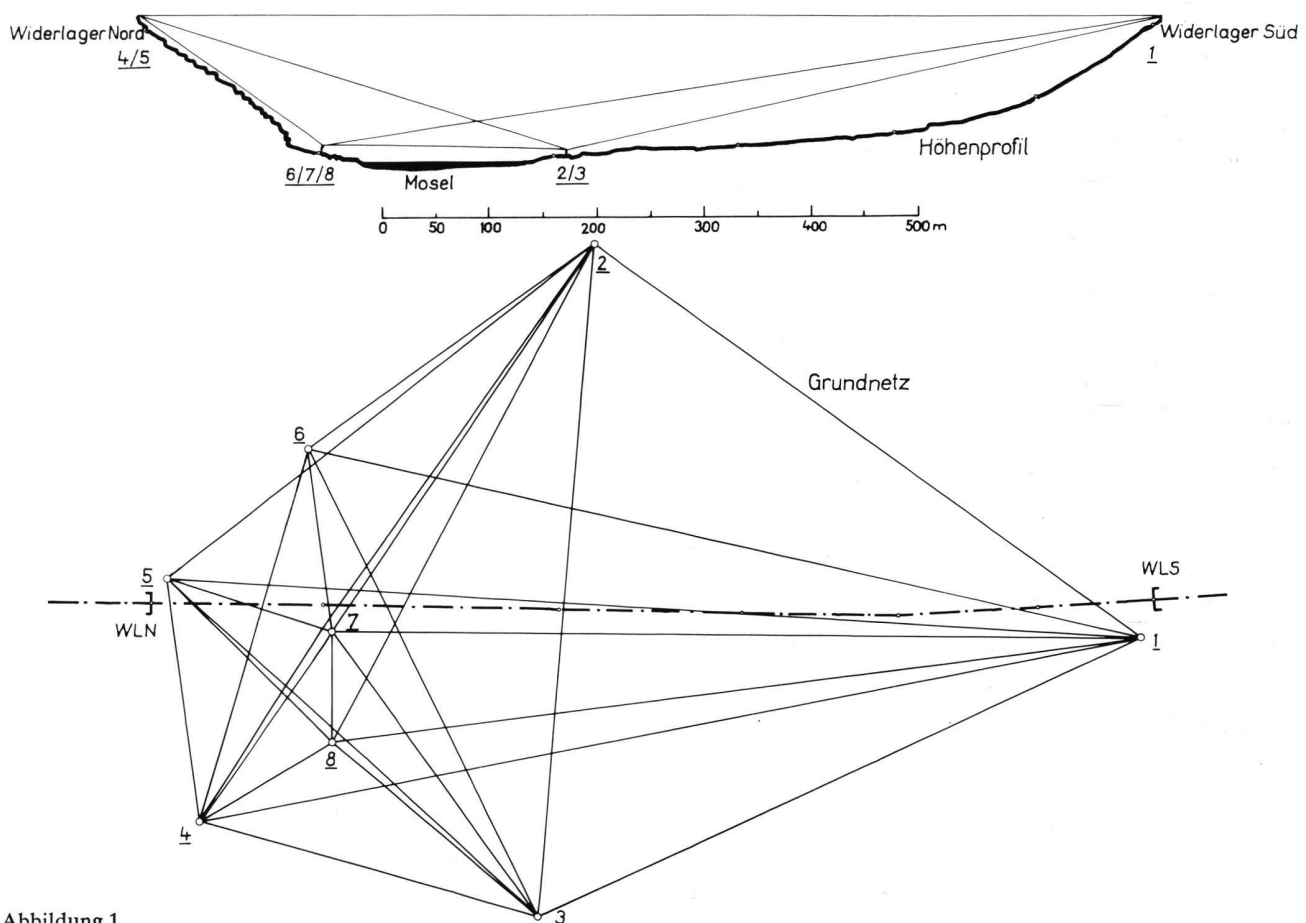 Widerlager Nord
4/5
Widerlager Süd
1
6/7/8
Mosel
2/3
Höhenprofil
0 50 100 200 300 400 500 m
2
Grundnetz
6
5
WLN
7
WLS
1
8
4
3
Abbildung 1